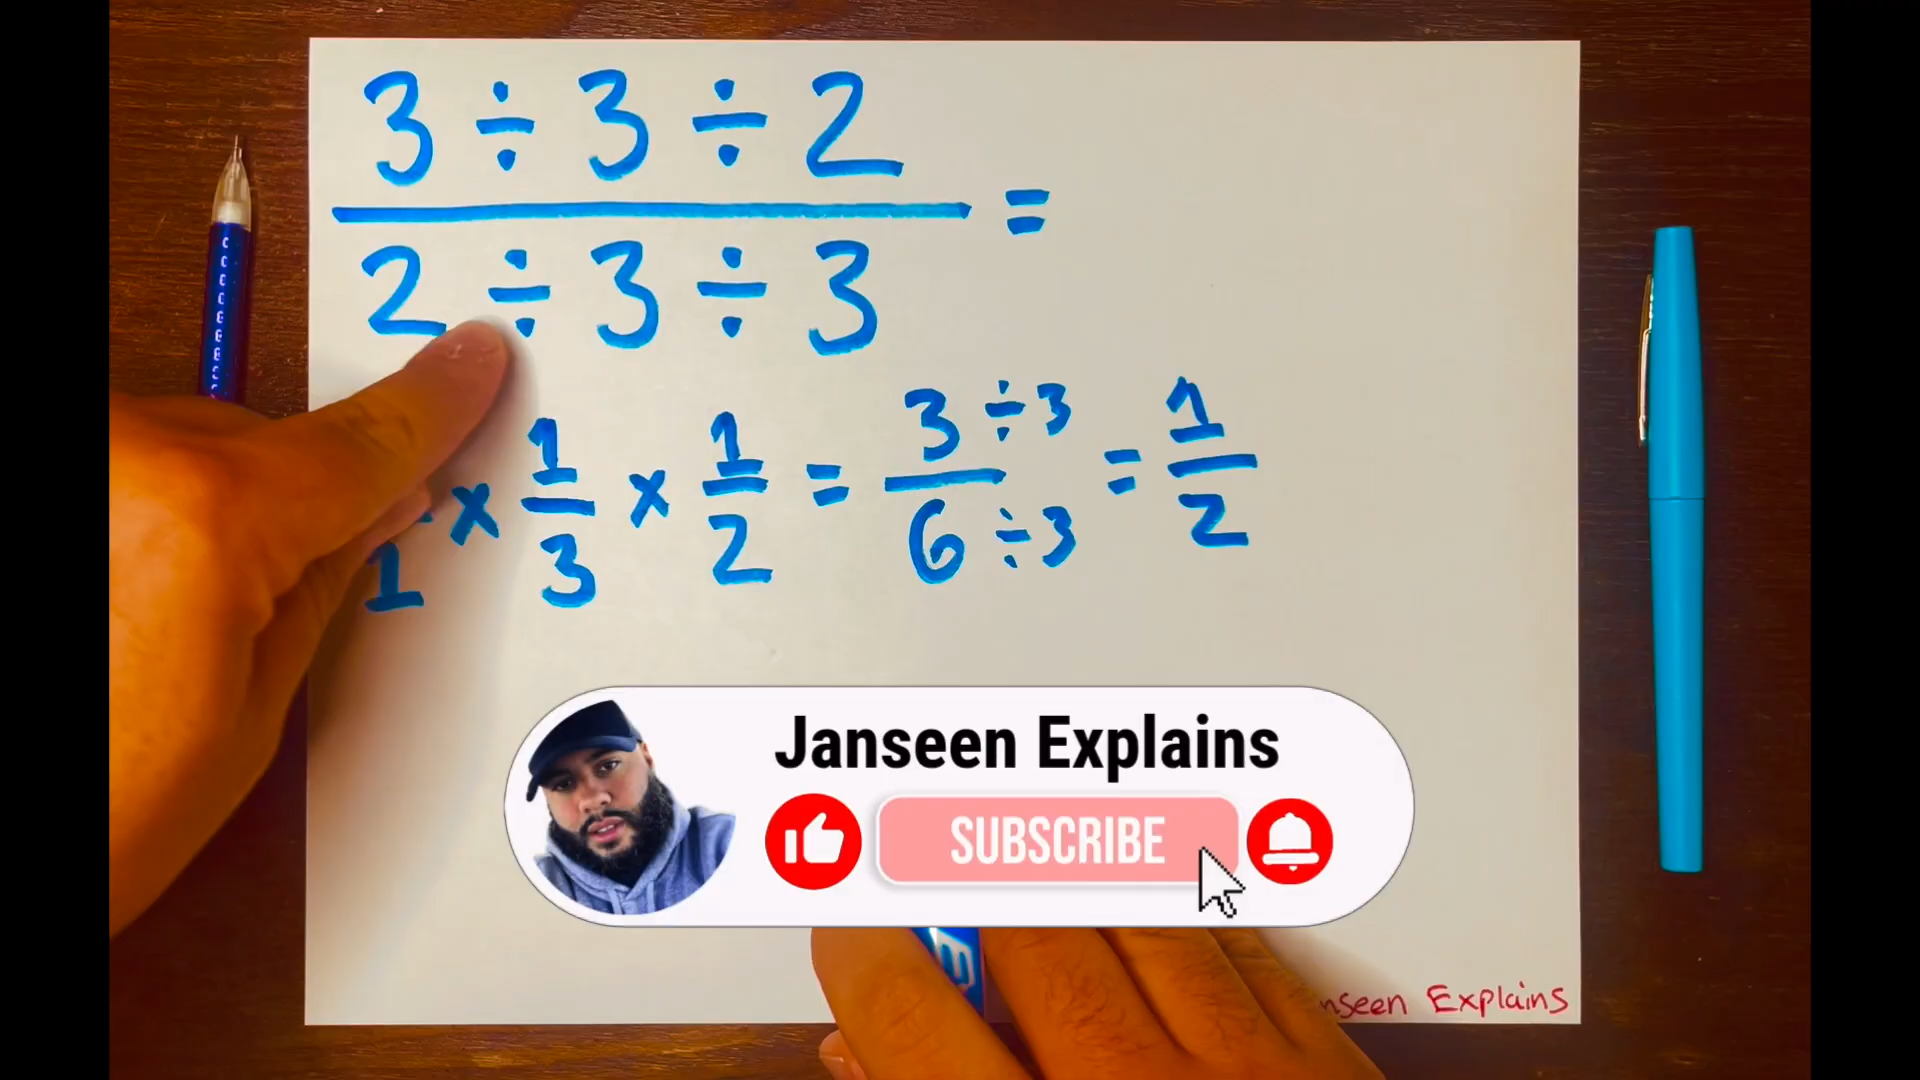 3 ÷ 3 ÷ 2
2 ÷ 3 ÷ 3
=
1 × 1/3 × 1/2 = 3 ÷3 / 6 ÷3 = 1/2
Janseen Explains
SUBSCRIBE
nseen Explains